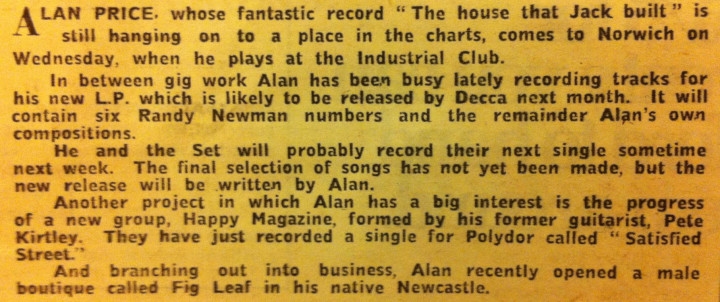 ALAN PRICE, whose fantastic record "The house that Jack built" is
still hanging on to a place in the charts, comes to Norwich on
Wednesday, when he plays at the Industrial Club.
In between gig work Alan has been busy lately recording tracks for
his new L.P. which is likely to be released by Decca next month. It will
contain six Randy Newman numbers and the remainder Alan's own
compositions.
He and the Set will probably record their next single sometime
next week. The final selection of songs has not yet been made, but the
new release will be written by Alan.
Another project in which Alan has a big interest is the progress
of a new group, Happy Magazine, formed by his former guitarist, Pete
Kirtley. They have just recorded a single for Polydor called "Satisfied
Street."
And branching out into business, Alan recently opened a male
boutique called Fig Leaf in his native Newcastle.